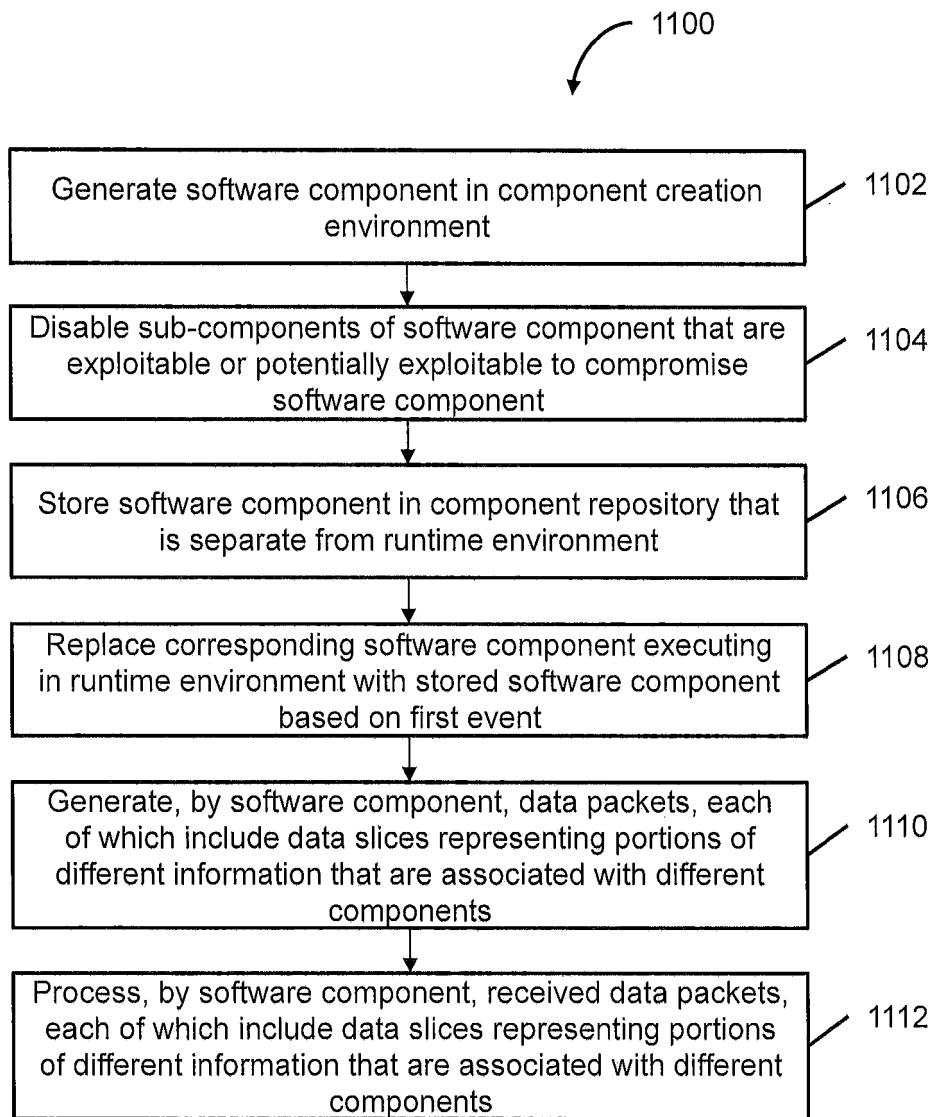 1100
Generate software component in component creation
environment
1102
Disable sub-components of software component that are
exploitable or potentially exploitable to compromise
software component
1104
Store software component in component repository that
is separate from runtime environment
1106
Replace corresponding software component executing
in runtime environment with stored software component
based on first event
1108
Generate, by software component, data packets, each
of which include data slices representing portions of
different information that are associated with different
components
1110
Process, by software component, received data packets,
each of which include data slices representing portions
of different information that are associated with different
components
1112